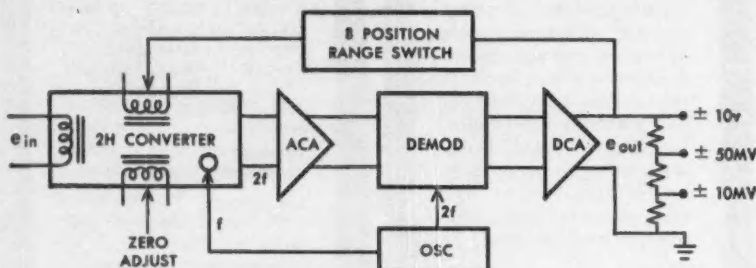 8 POSITION
RANGE SWITCH
e in
2H CONVERTER
2f
ACA
DEMOD
DCA
e out
± 10v
± 50MV
± 10MV
f
2f
ZERO
ADJUST
OSC